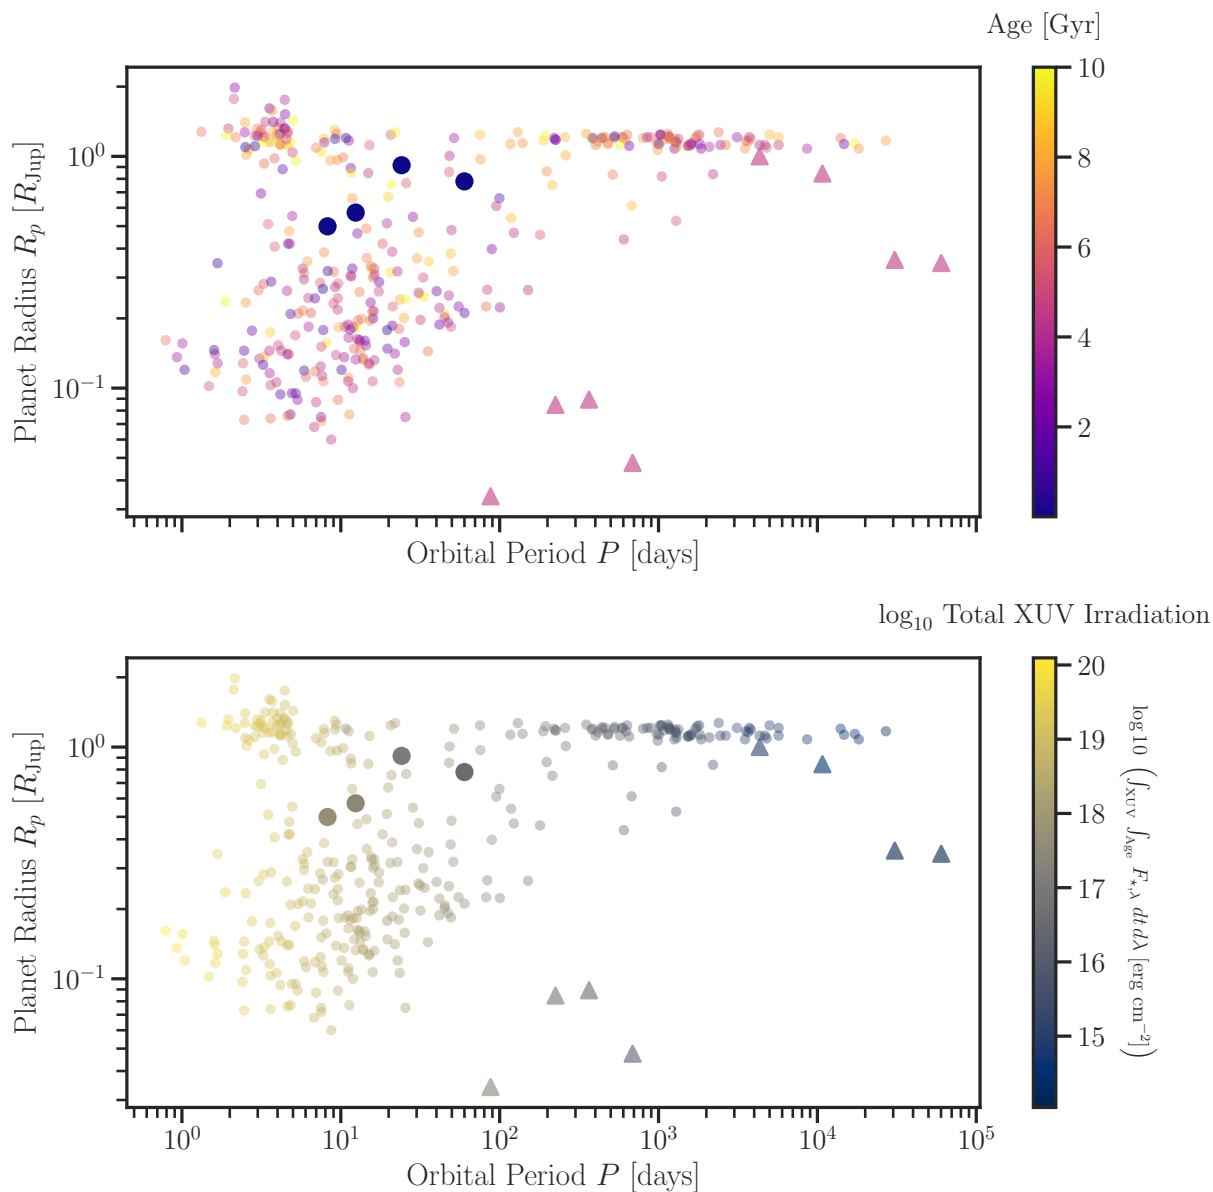 Age [Gyr]
Planet Radius R_p [R_Jup]
10^0
10^−1
10
8
6
4
2
Orbital Period P [days]
log_10 Total XUV Irradiation
Planet Radius R_p [R_Jup]
10^0
10^−1
20
19
18
17
16
15
log10 (∫_XUV ∫_Age F_⋆,λ dt dλ [erg cm^−2])
10^0 10^1 10^2 10^3 10^4 10^5
Orbital Period P [days]